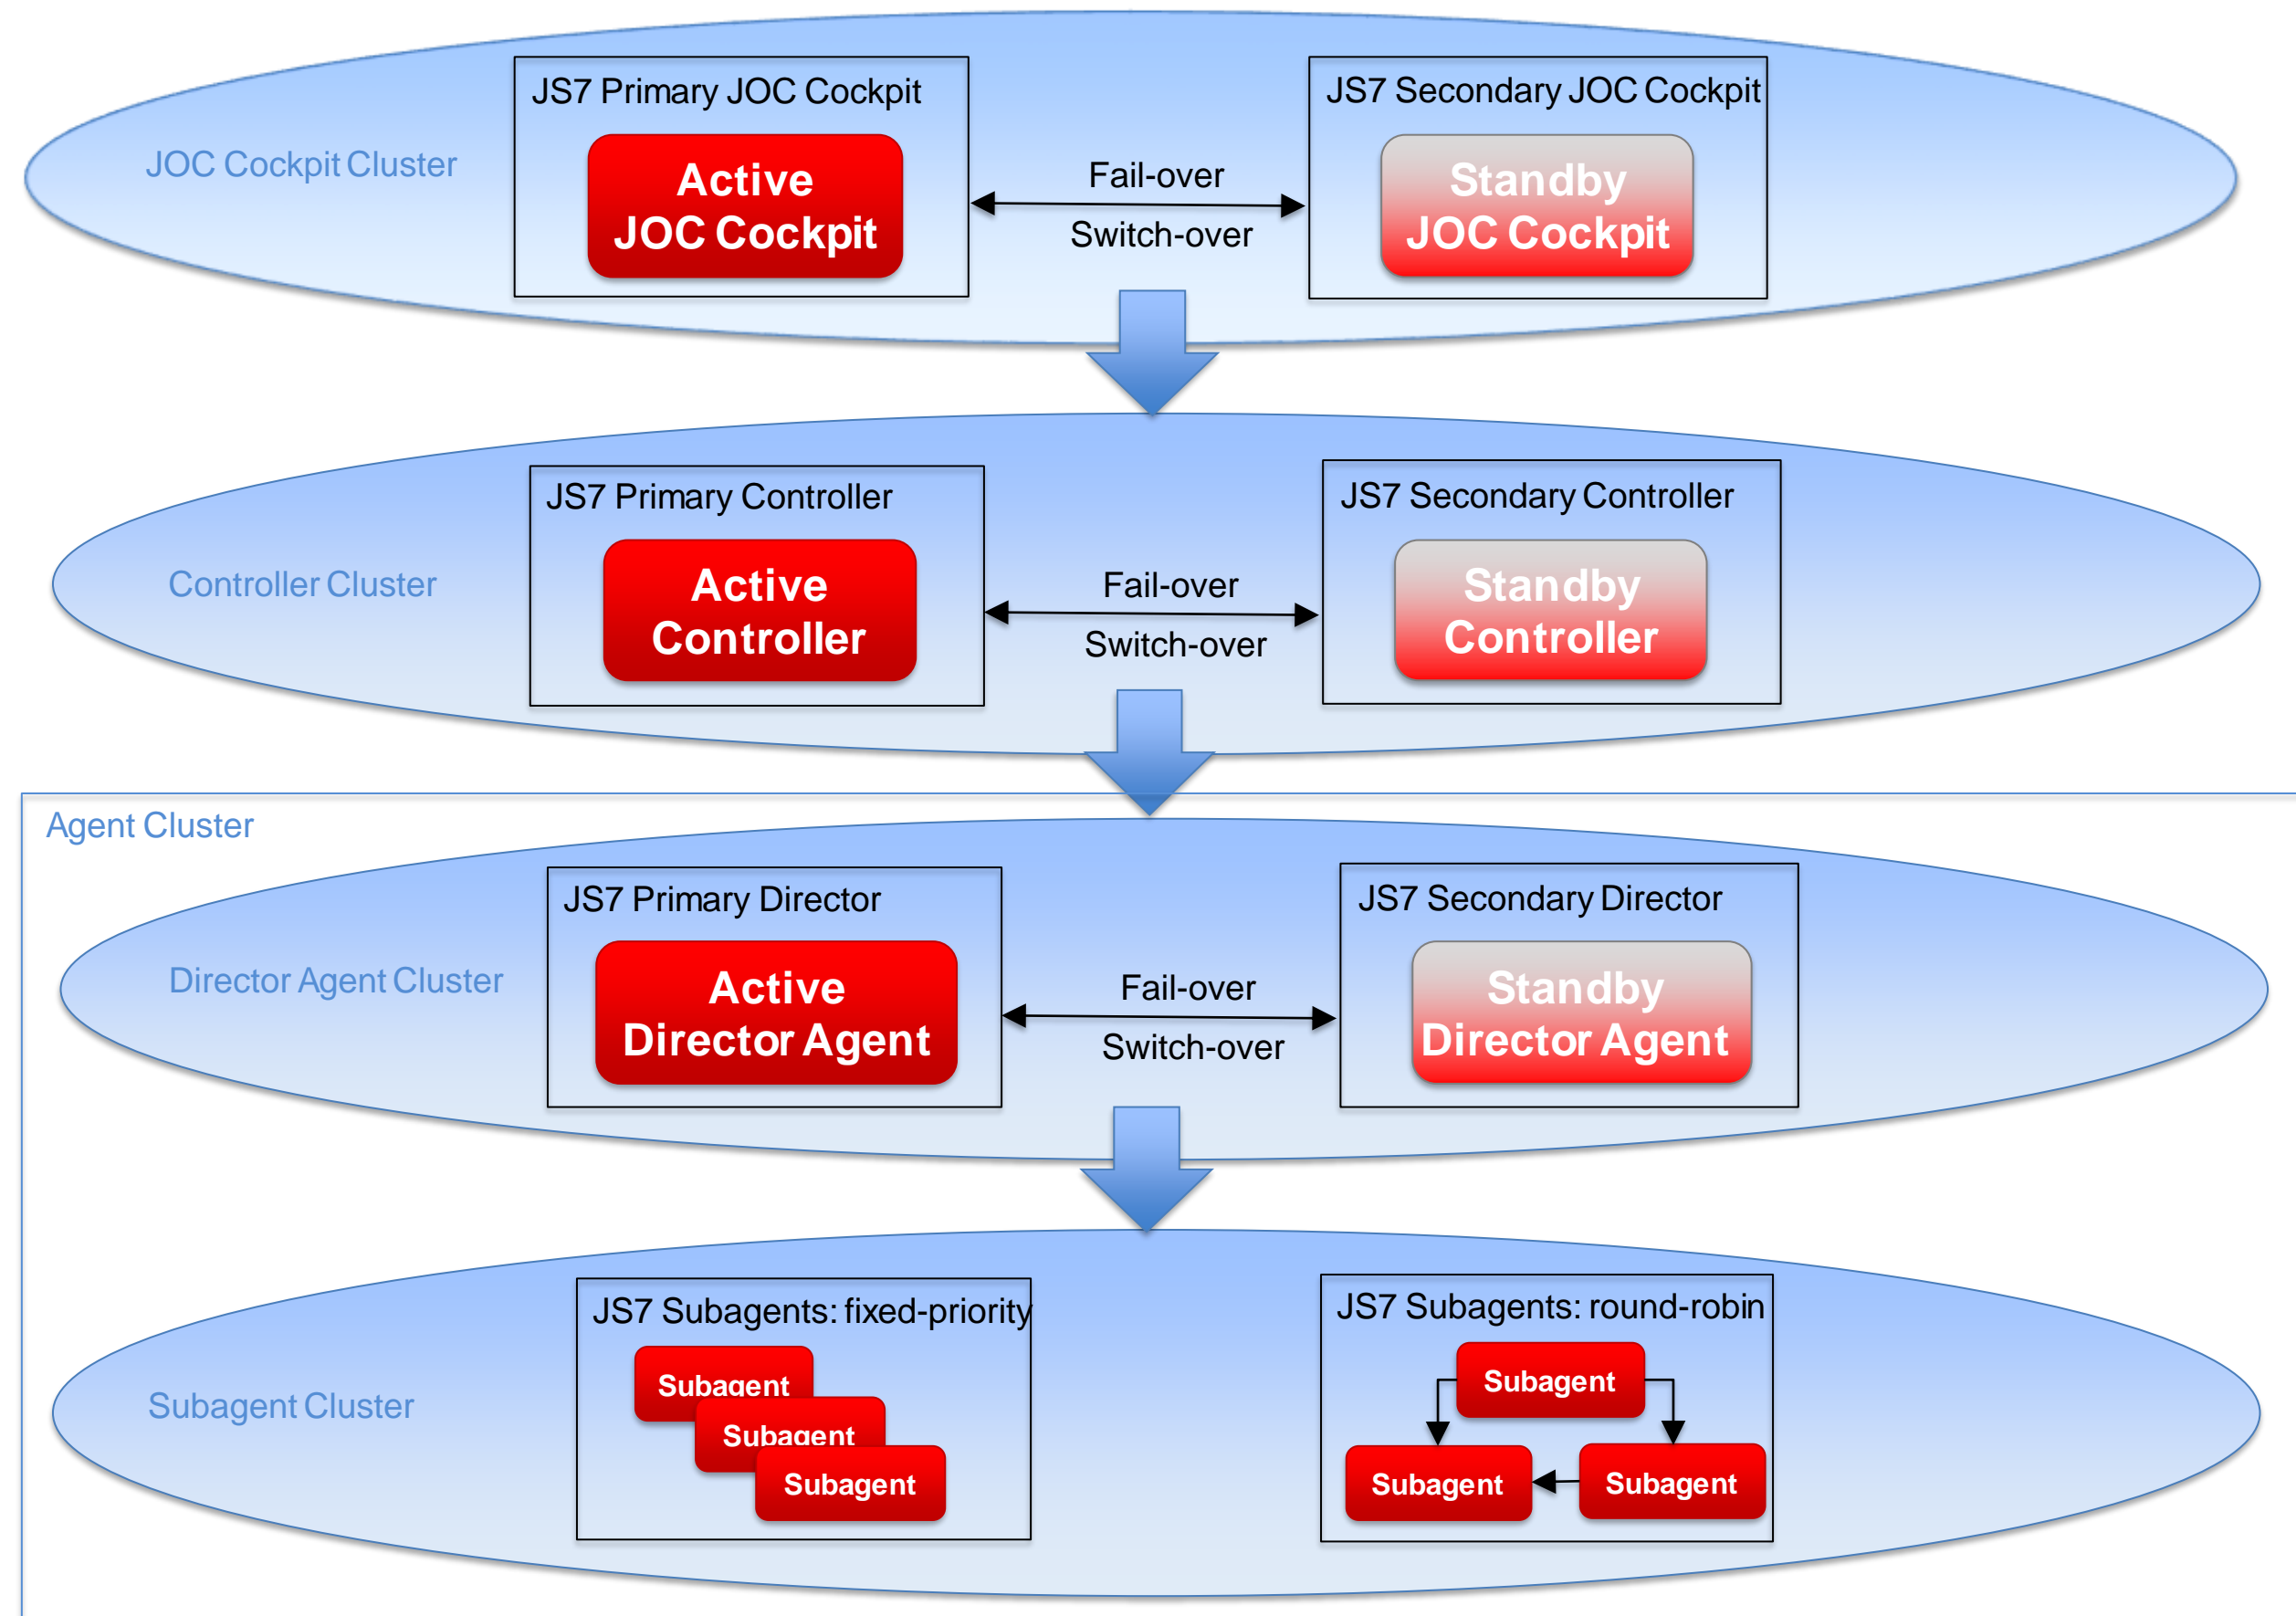 JS7 Primary JOC Cockpit
JS7 Secondary JOC Cockpit
JOC Cockpit Cluster
Active
JOC Cockpit
Fail-over
Switch-over
Standby
JOC Cockpit
JS7 Primary Controller
JS7 Secondary Controller
Controller Cluster
Active
Controller
Fail-over
Switch-over
Standby
Controller
Agent Cluster
JS7 Primary Director
JS7 Secondary Director
Director Agent Cluster
Active
Director Agent
Fail-over
Switch-over
Standby
Director Agent
JS7 Subagents: fixed-priority
JS7 Subagents: round-robin
Subagent Cluster
Subagent
Subagent
Subagent
Subagent
Subagent
Subagent